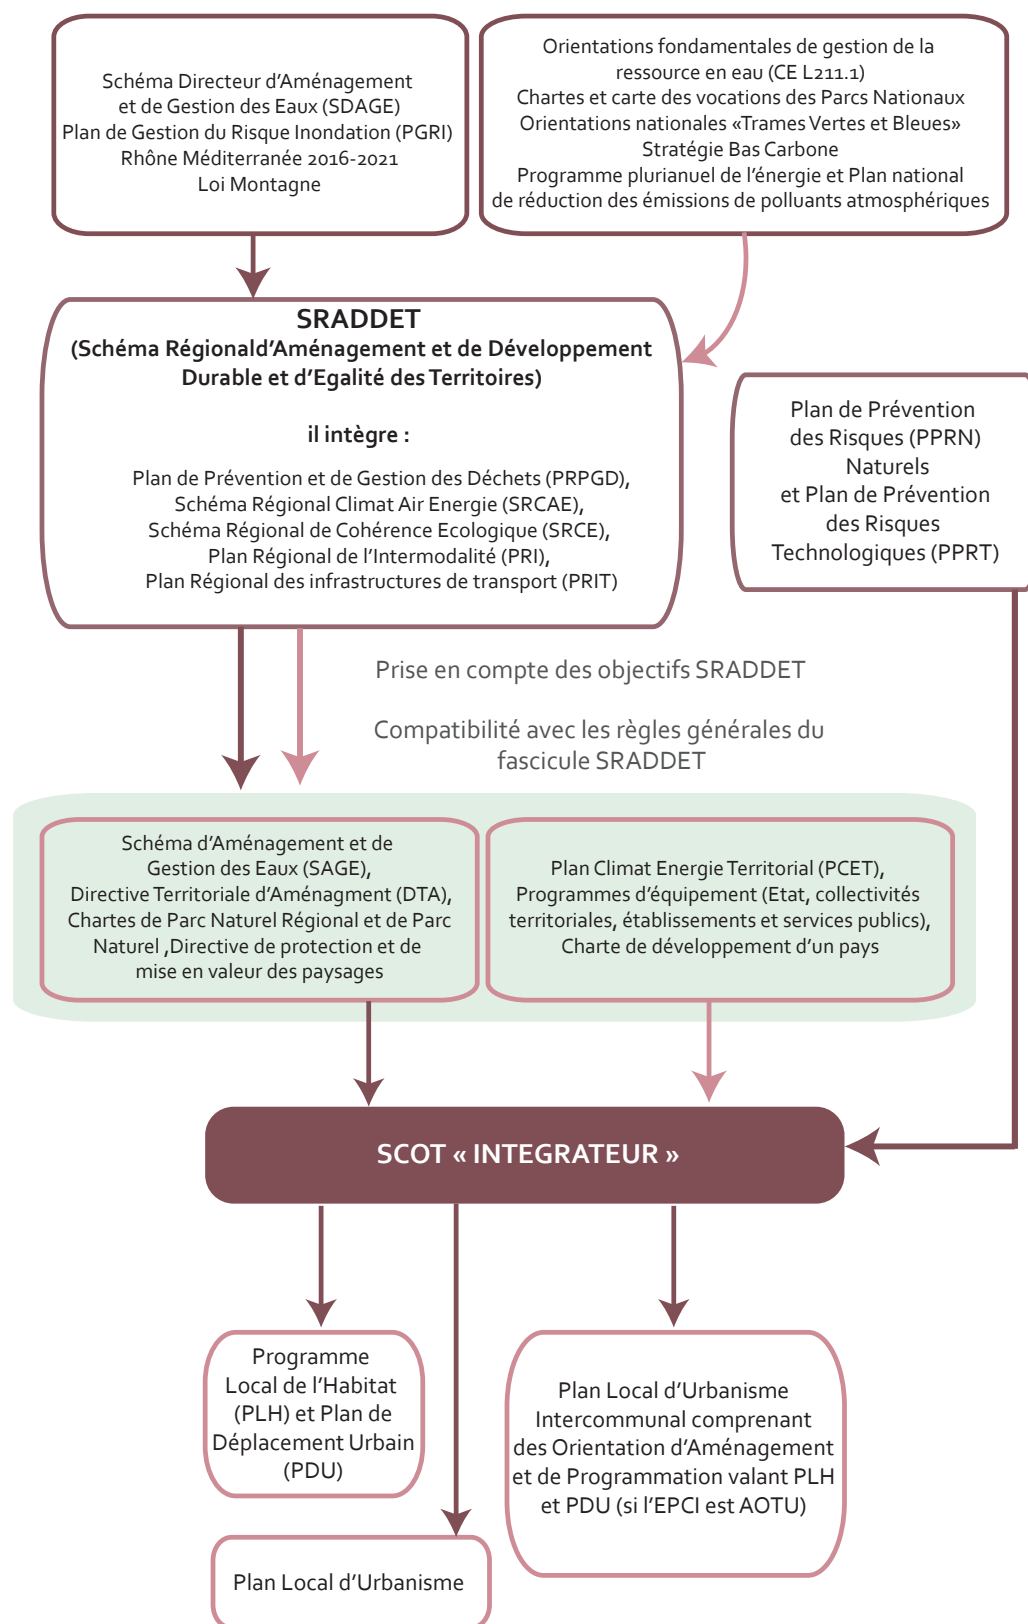 Schéma Directeur d’Aménagement
et de Gestion des Eaux (SDAGE)
Plan de Gestion du Risque Inondation (PGRI)
Rhône Méditerranée 2016-2021
Loi Montagne
Orientations fondamentales de gestion de la
ressource en eau (CE L211.1)
Chartes et carte des vocations des Parcs Nationaux
Orientations nationales «Trames Vertes et Bleues»
Stratégie Bas Carbone
Programme plurianuel de l’énergie et Plan national
de réduction des émissions de polluants atmosphériques
SRADDET
(Schéma Régionald’Aménagement et de Développement
Durable et d’Egalité des Territoires)
il intègre :
Plan de Prévention et de Gestion des Déchets (PRPGD),
Schéma Régional Climat Air Energie (SRCAE),
Schéma Régional de Cohérence Ecologique (SRCE),
Plan Régional de l’Intermodalité (PRI),
Plan Régional des infrastructures de transport (PRIT)
Plan de Prévention
des Risques (PPRN)
Naturels
et Plan de Prévention
des Risques
Technologiques (PPRT)
Prise en compte des objectifs SRADDET
Compatibilité avec les règles générales du
fascicule SRADDET
Schéma d’Aménagement et de
Gestion des Eaux (SAGE),
Directive Territoriale d’Aménagment (DTA),
Chartes de Parc Naturel Régional et de Parc
Naturel ,Directive de protection et de
mise en valeur des paysages
Plan Climat Energie Territorial (PCET),
Programmes d’équipement (Etat, collectivités
territoriales, établissements et services publics),
Charte de développement d’un pays
SCOT « INTEGRATEUR »
Programme
Local de l’Habitat
(PLH) et Plan de
Déplacement Urbain
(PDU)
Plan Local d’Urbanisme
Intercommunal comprenant
des Orientation d’Aménagement
et de Programmation valant PLH
et PDU (si l’EPCI est AOTU)
Plan Local d’Urbanisme